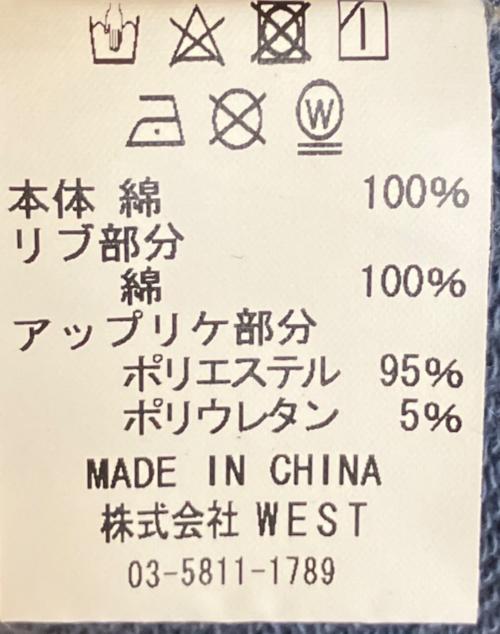 W
本体 綿 100%
リブ部分
綿 100%
アップリケ部分
ポリエステル 95%
ポリウレタン 5%
MADE IN CHINA
株式会社 WEST
03-5811-1789